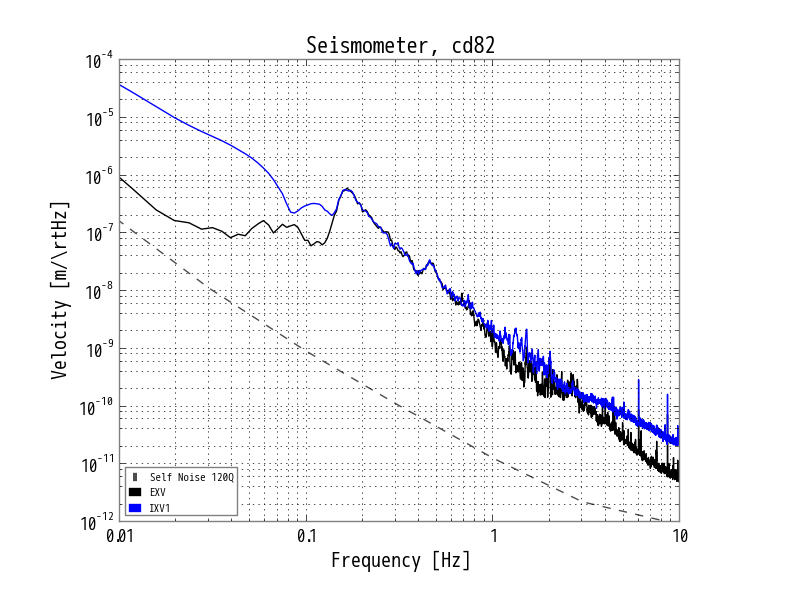 Seismometer, cd82
10-4
10-5
10-6
10-7
10-8
10-9
10-10
10-11
10-12
Velocity [m/\rtHz]
Self Noise 120Q
EXV
IXV1
0.01
0.1
1
10
Frequency [Hz]